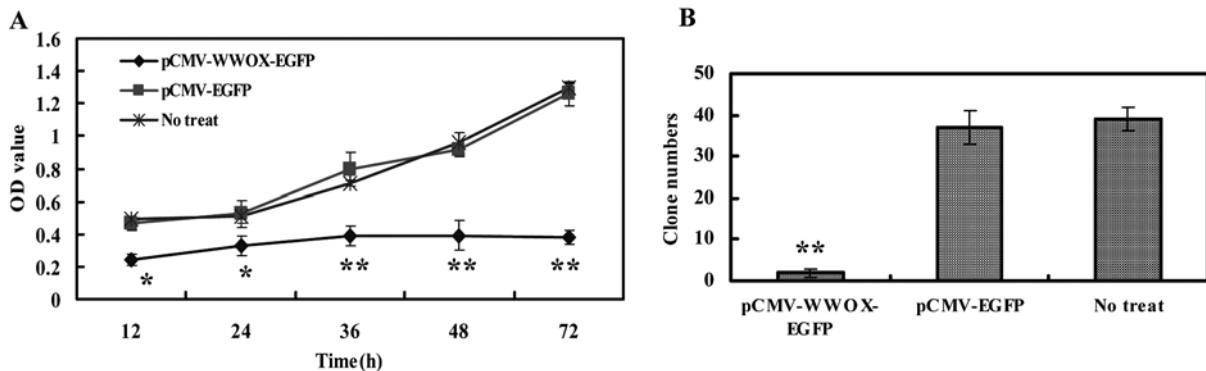 A
1.6
1.4
1.2
1
0.8
0.6
0.4
0.2
0
OD value
pCMV-WWOX-EGFP
pCMV-EGFP
No treat
*
*
**
**
**
12
24
36
48
72
Time(h)
B
50
40
30
20
10
0
Clone numbers
**
pCMV-WWOX-
EGFP
pCMV-EGFP
No treat